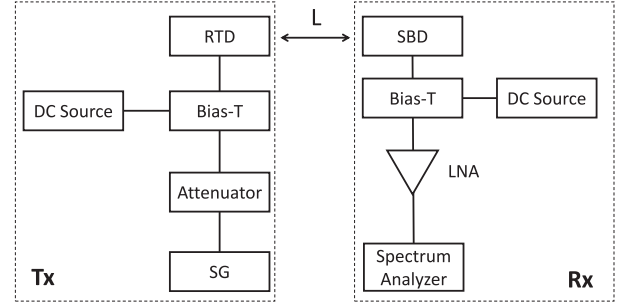 RTD
L
SBD
DC Source
Bias-T
Bias-T
DC Source
Attenuator
LNA
Tx
SG
Spectrum
Analyzer
Rx